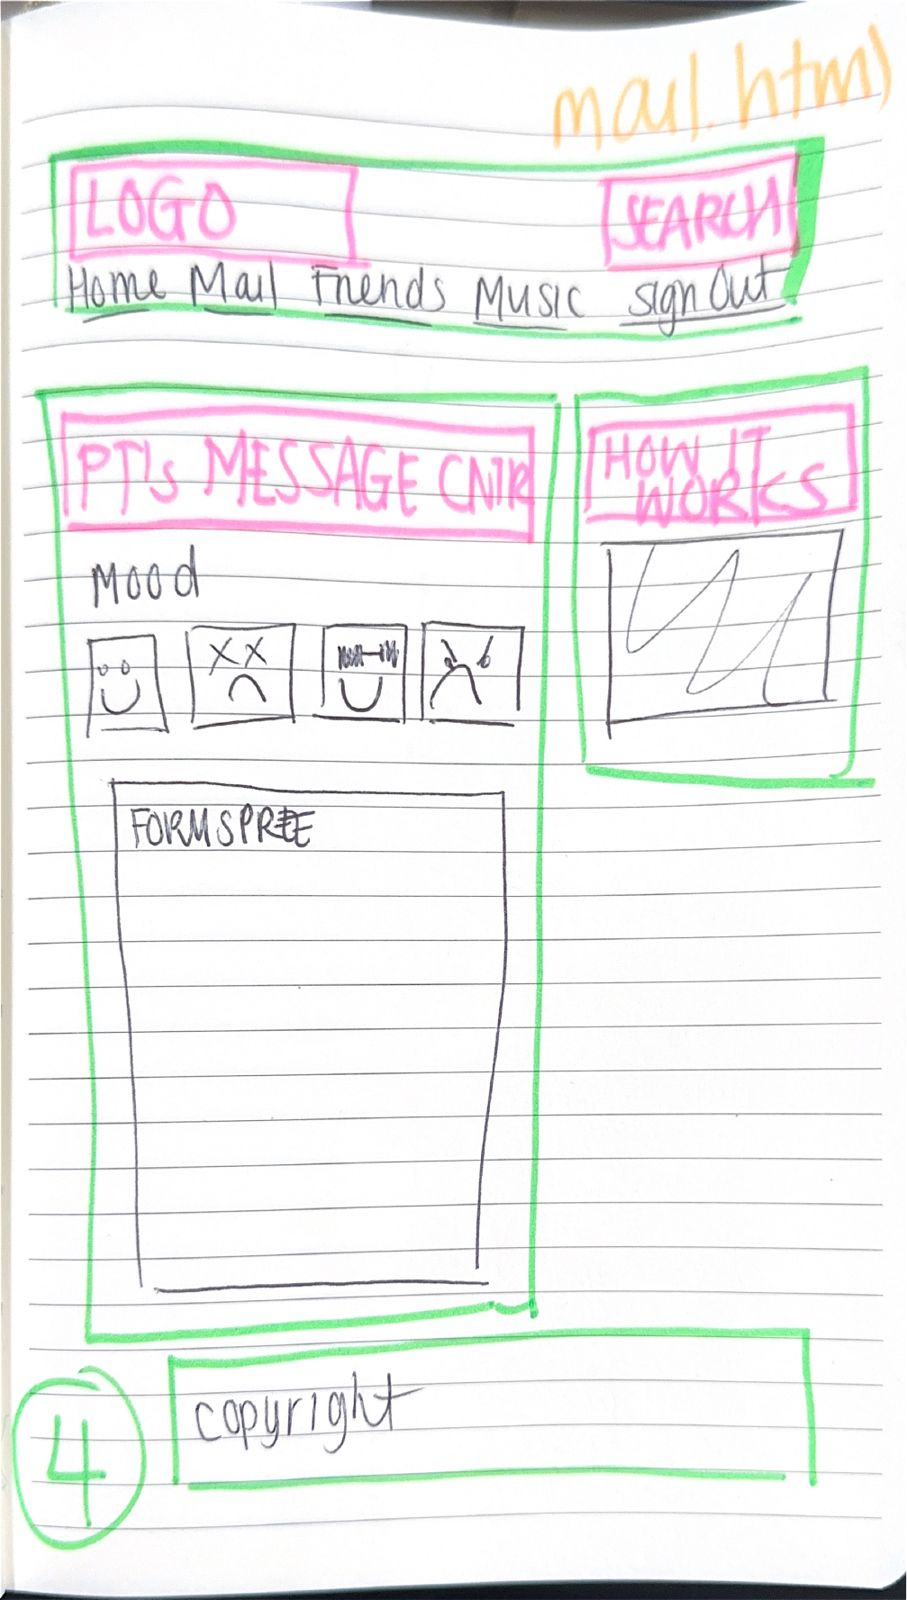 mail.html
LOGO
SEARCH
Home Mail Friends Music Sign Out
PT's MESSAGE CNTR
HOW IT
WORKS
Mood
FORMSPREE
copyright
4